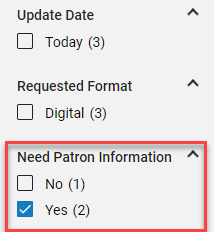 Update Date
Today (3)
Requested Format
Digital (3)
Need Patron Information
No (1)
Yes (2)